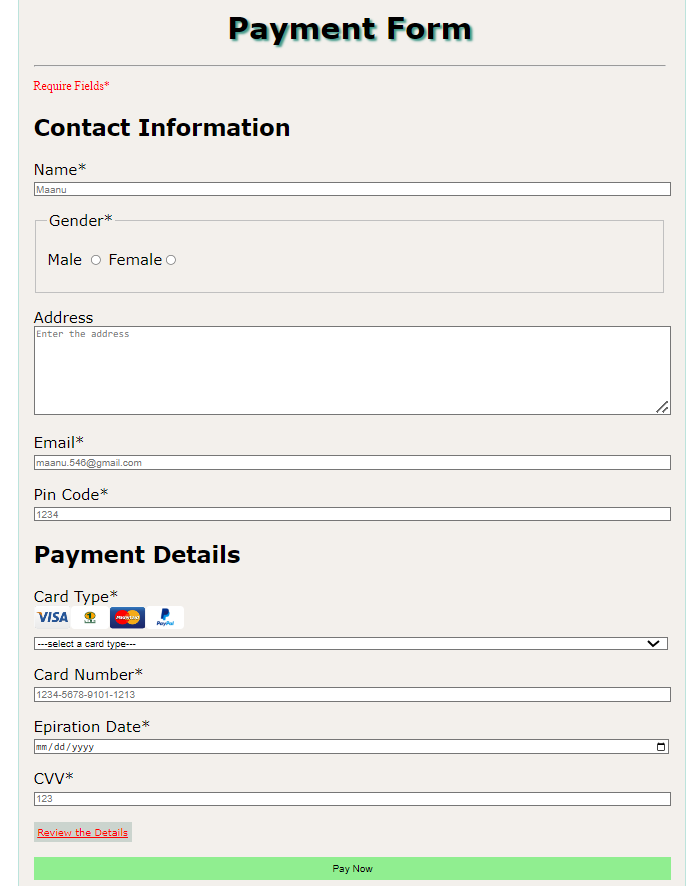 Payment Form
Require Fields*
Contact Information
Name*
Maanu
Gender*
Male Female
Address
Enter the address
Email*
maanu.546@gmail.com
Pin Code*
1234
Payment Details
Card Type*
VISA MasterCard PayPal
---select a card type---
Card Number*
1234-5678-9101-1213
Epiration Date*
mm/dd/yyyy
CVV*
123
Review the Details
Pay Now